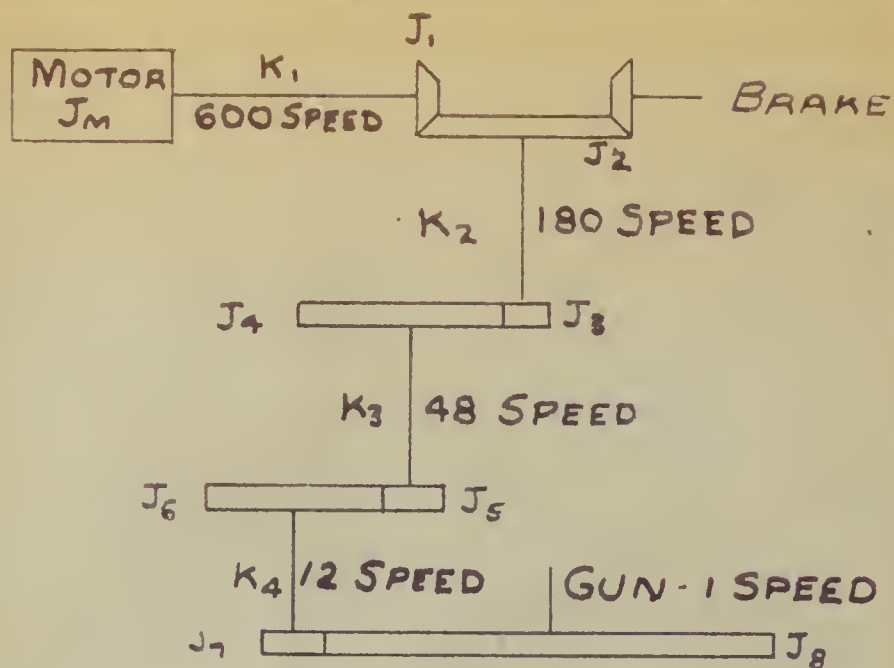 J1
MOTOR
JM
K1
600 SPEED
BRAKE
J2
K2
180 SPEED
J4
J3
K3
48 SPEED
J6
J5
K4
12 SPEED
GUN - 1 SPEED
J7
J8